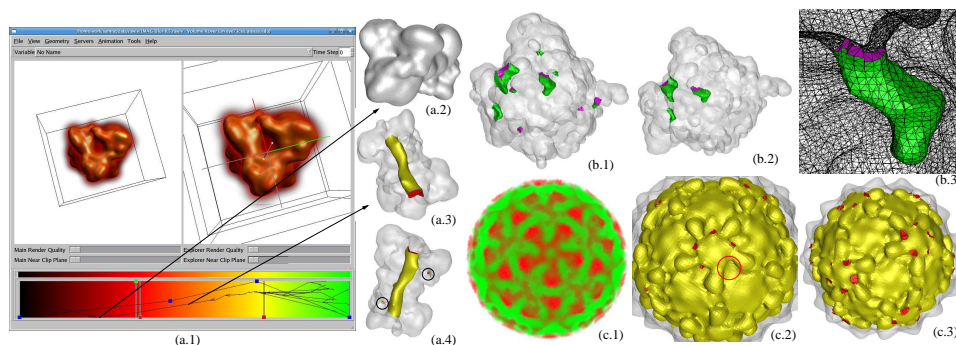 File View Geometry Servers Animation Tools Help
Variable No Name
Time Step 0
Main Render Quality
Explorer Render Quality
Main Near Clip Plane
Explorer Near Clip Plane
(a.1)
(a.2)
(a.3)
(a.4)
(b.1)
(b.2)
(b.3
(c.1)
(c.2)
(c.3)